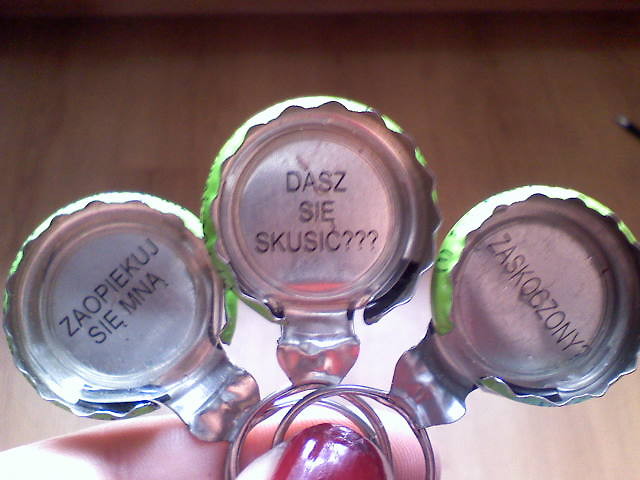 ZAOPIEKUJ
SIĘ MNĄ
DASZ
SIĘ
SKUSIĆ???
ZASKOCZONY?